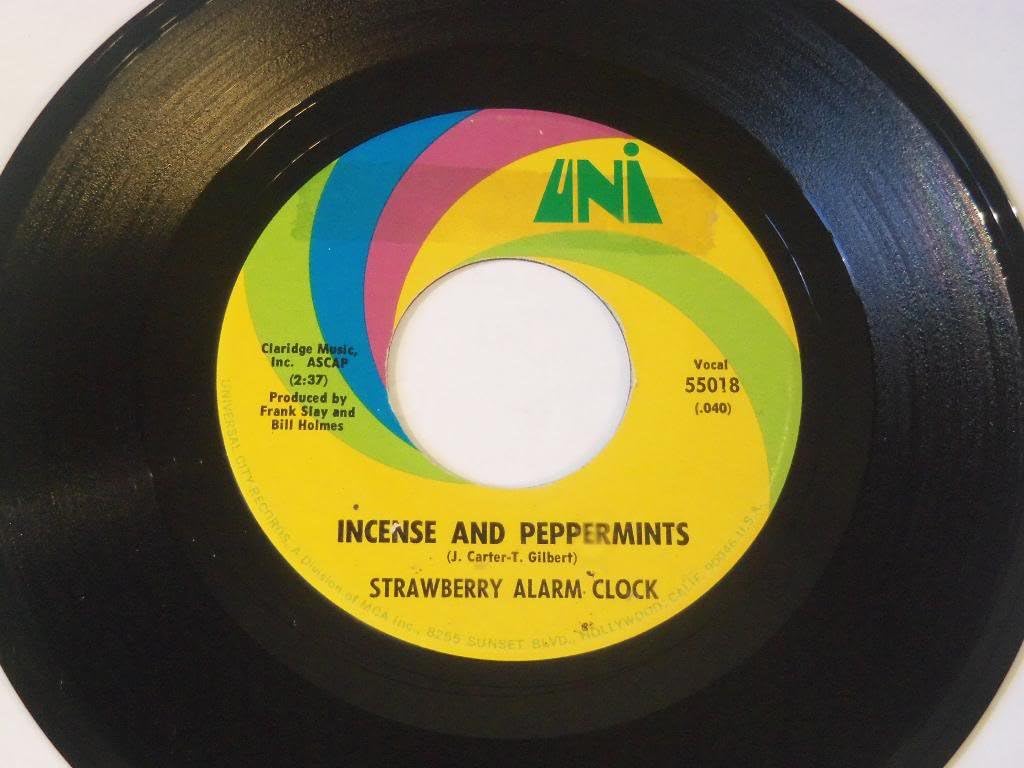 UNI
Claridge Music,
Inc. ASCAP
(2:37)
Produced by
Frank Slay and
Bill Holmes
Vocal
55018
(.040)
INCENSE AND PEPPERMINTS
(J. Carter-T. Gilbert)
STRAWBERRY ALARM CLOCK
UNIVERSAL CITY RECORDS, A Division of MCA Inc., 8255 SUNSET BLVD., HOLLYWOOD, CALIF. 90046 U.S.A.